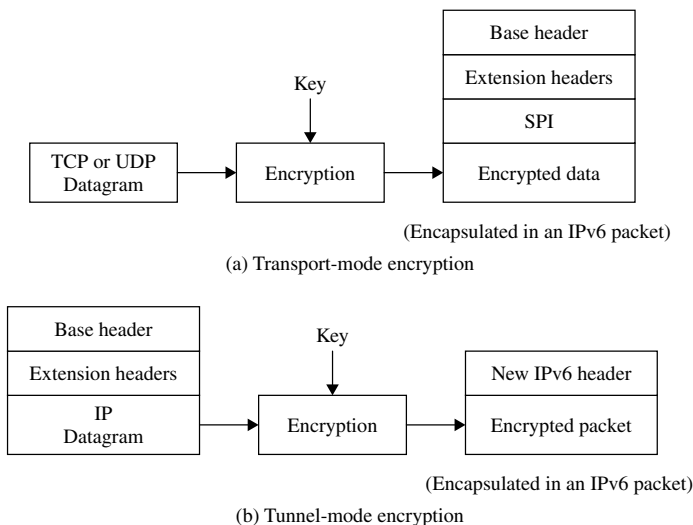 Base header
Extension headers
SPI
Encrypted data
Key
TCP or UDP
Datagram
Encryption
(Encapsulated in an IPv6 packet)
(a) Transport-mode encryption
Base header
Extension headers
IP
Datagram
Key
Encryption
New IPv6 header
Encrypted packet
(Encapsulated in an IPv6 packet)
(b) Tunnel-mode encryption